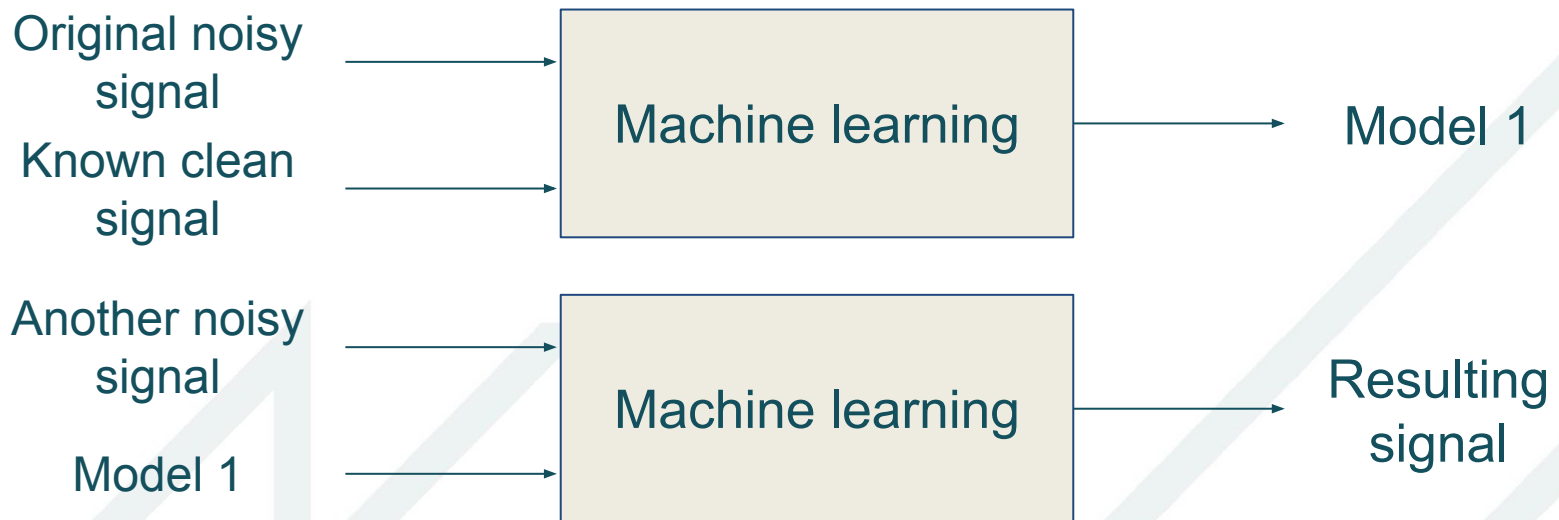 Original noisy
signal
Known clean
signal
Machine learning
Model 1
Another noisy
signal
Model 1
Machine learning
Resulting
signal